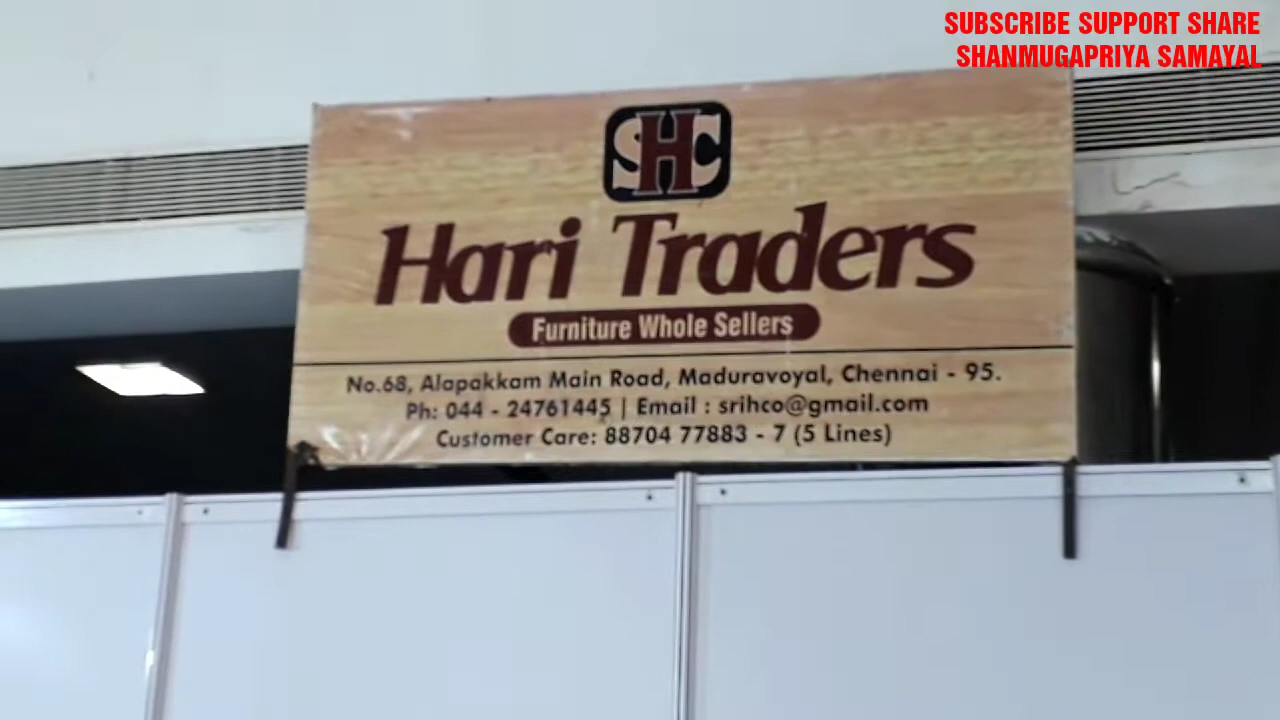 SUBSCRIBE SUPPORT SHARE
SHANMUGAPRIYA SAMAYAL
SHC
Hari Traders
Furniture Whole Sellers
No.68, Alapakkam Main Road, Maduravoyal, Chennai - 95.
Ph: 044 - 24761445 | Email : srihco@gmail.com
Customer Care: 88704 77883 - 7 (5 Lines)